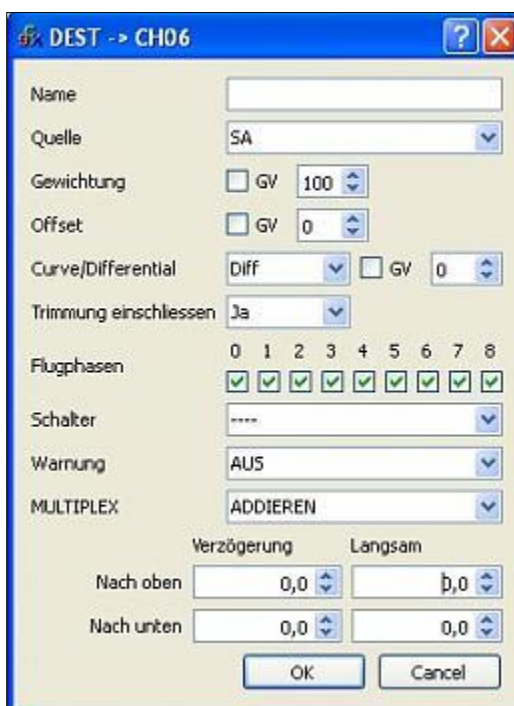 DEST -> CH06
Name
Quelle SA
Gewichtung GV 100
Offset GV 0
Curve/Differential Diff GV 0
Trimmung einschliessen Ja
0 1 2 3 4 5 6 7 8
Flugphasen
Schalter ----
Warnung AUS
MULTIPLEX ADDIEREN
Verzögerung Langsam
Nach oben 0,0 0,0
Nach unten 0,0 0,0
OK Cancel